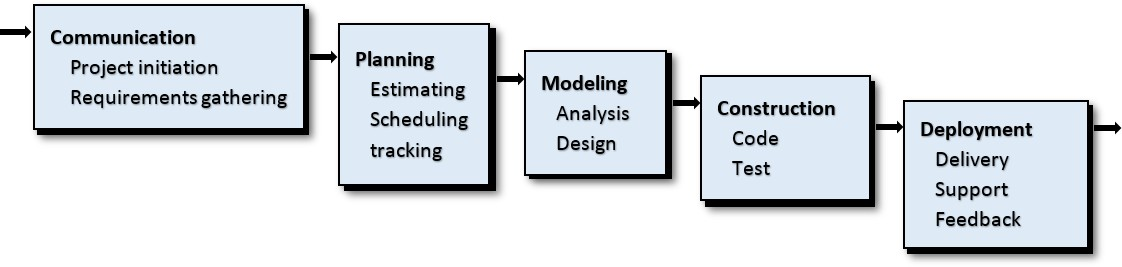 Communication
Project initiation
Requirements gathering
Planning
Estimating
Scheduling
tracking
Modeling
Analysis
Design
Construction
Code
Test
Deployment
Delivery
Support
Feedback